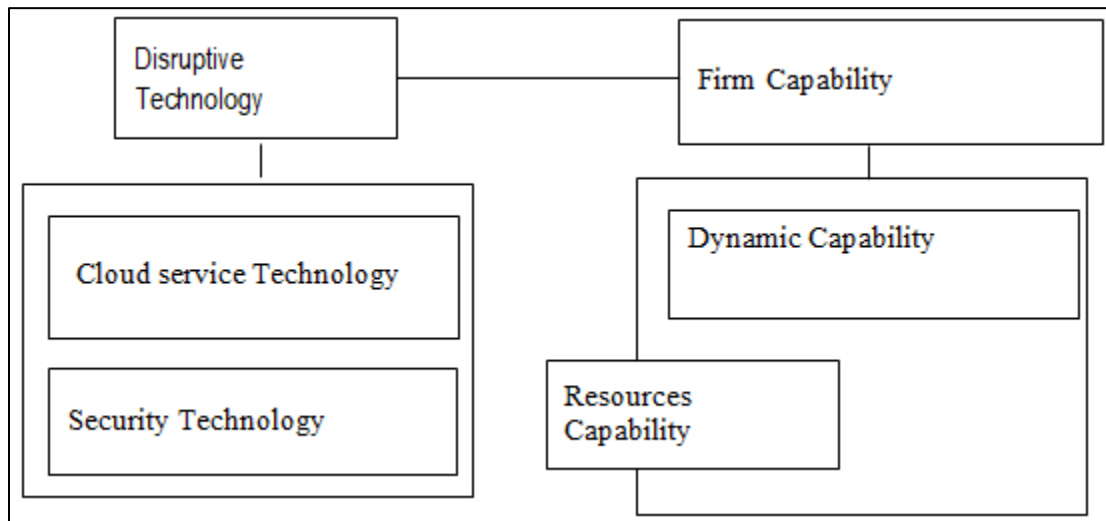 Disruptive
Technology
Firm Capability
Cloud service Technology
Dynamic Capability
Security Technology
Resources
Capability